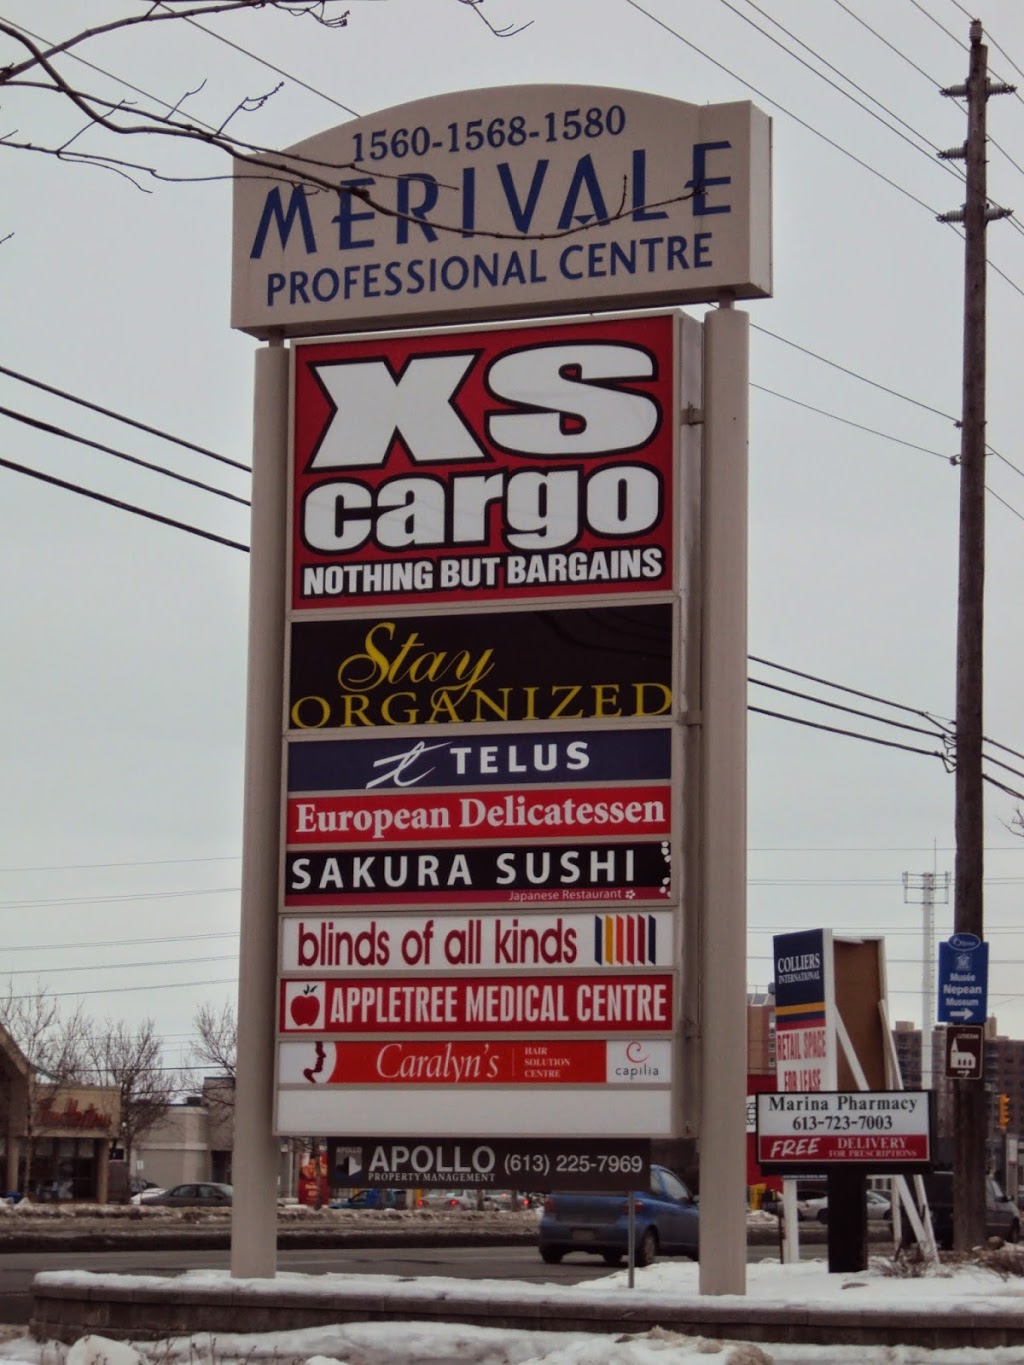 1560-1568-1580
MERIVALE
PROFESSIONAL CENTRE
XS
cargo
NOTHING BUT BARGAINS
Stay
ORGANIZED
TELUS
European Delicatessen
SAKURA SUSHI
Japanese Restaurant
blinds of all kinds
APPLETREE MEDICAL CENTRE
Caralyn's
HAIR
SOLUTION
CENTRE
capilia
APOLLO
APOLLO (613) 225-7969
PROPERTY MANAGEMENT
COLLIERS
INTERNATIONAL
RETAIL SPACE
FOR LEASE
Marina Pharmacy
613-723-7003
FREE DELIVERY
FOR PRESCRIPTIONS
Ottawa
Musée
Nepean
Museum